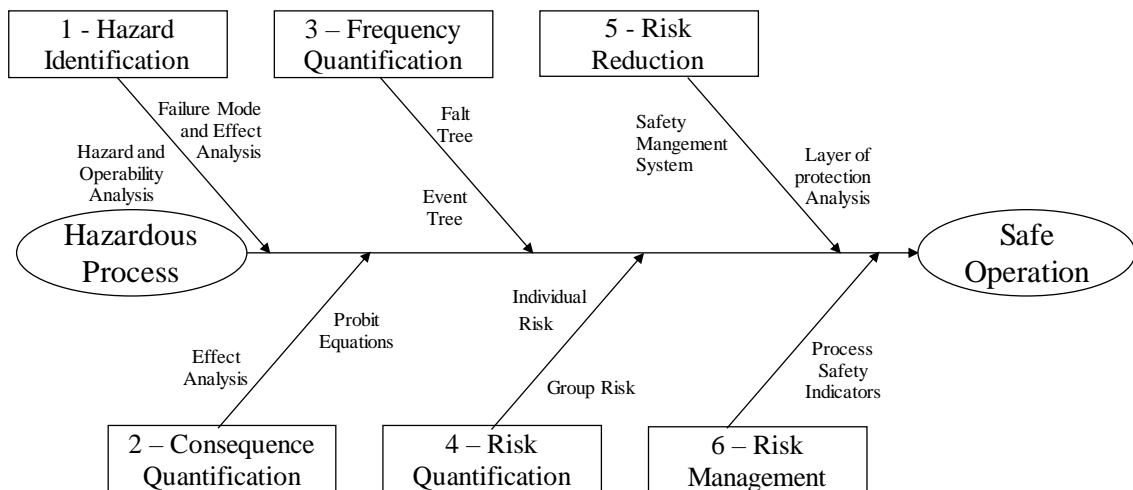 1 - Hazard
Identification
3 – Frequency
Quantification
5 - Risk
Reduction
Failure Mode
and Effect
Analysis
Hazard and
Operability
Analysis
Falt
Tree
Event
Tree
Safety
Mangement
System
Layer of
protection
Analysis
Hazardous
Process
Safe
Operation
Effect
Analysis
Probit
Equations
Individual
Risk
Group Risk
Process
Safety
Indicators
2 – Consequence
Quantification
4 – Risk
Quantification
6 – Risk
Management